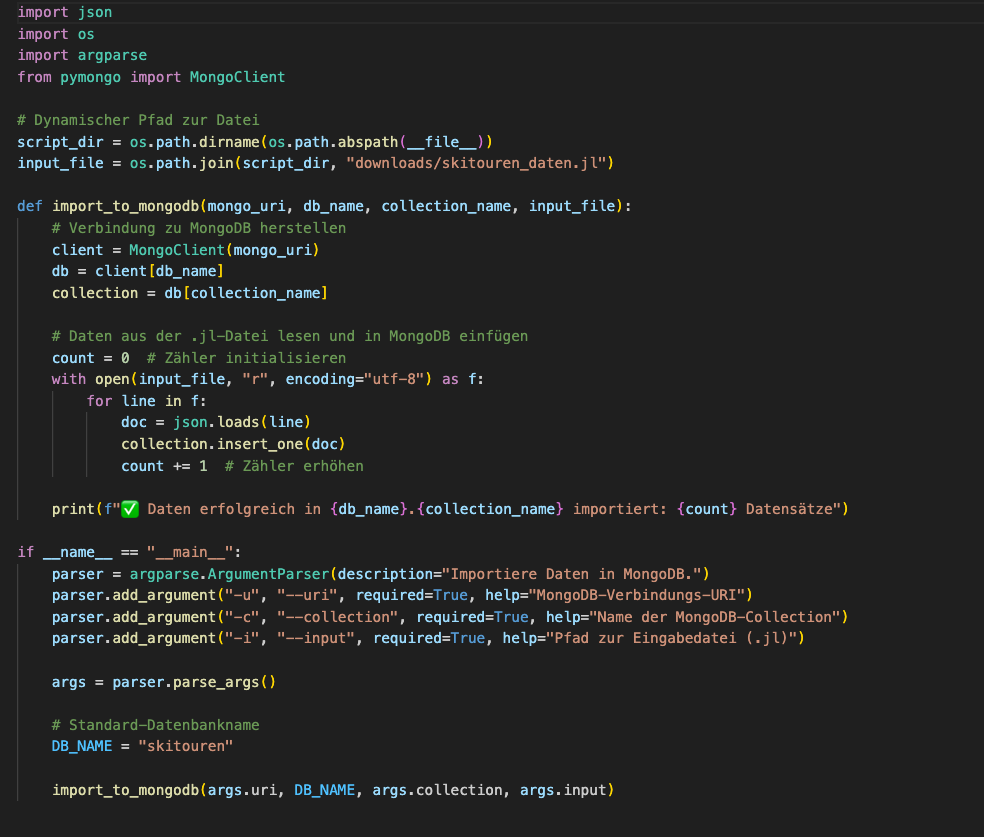 import json
import os
import argparse
from pymongo import MongoClient
# Dynamischer Pfad zur Datei
script_dir = os.path.dirname(os.path.abspath(__file__))
input_file = os.path.join(script_dir, "downloads/skitouren_daten.jl")
def import_to_mongodb(mongo_uri, db_name, collection_name, input_file):
    # Verbindung zu MongoDB herstellen
    client = MongoClient(mongo_uri)
    db = client[db_name]
    collection = db[collection_name]
    # Daten aus der .jl-Datei lesen und in MongoDB einfügen
    count = 0  # Zähler initialisieren
    with open(input_file, "r", encoding="utf-8") as f:
        for line in f:
            doc = json.loads(line)
            collection.insert_one(doc)
            count += 1  # Zähler erhöhen
    print(f"✅ Daten erfolgreich in {db_name}.{collection_name} importiert: {count} Datensätze")
if __name__ == "__main__":
    parser = argparse.ArgumentParser(description="Importiere Daten in MongoDB.")
    parser.add_argument("-u", "--uri", required=True, help="MongoDB-Verbindungs-URI")
    parser.add_argument("-c", "--collection", required=True, help="Name der MongoDB-Collection")
    parser.add_argument("-i", "--input", required=True, help="Pfad zur Eingabedatei (.jl)")
    args = parser.parse_args()
    # Standard-Datenbankname
    DB_NAME = "skitouren"
    import_to_mongodb(args.uri, DB_NAME, args.collection, args.input)